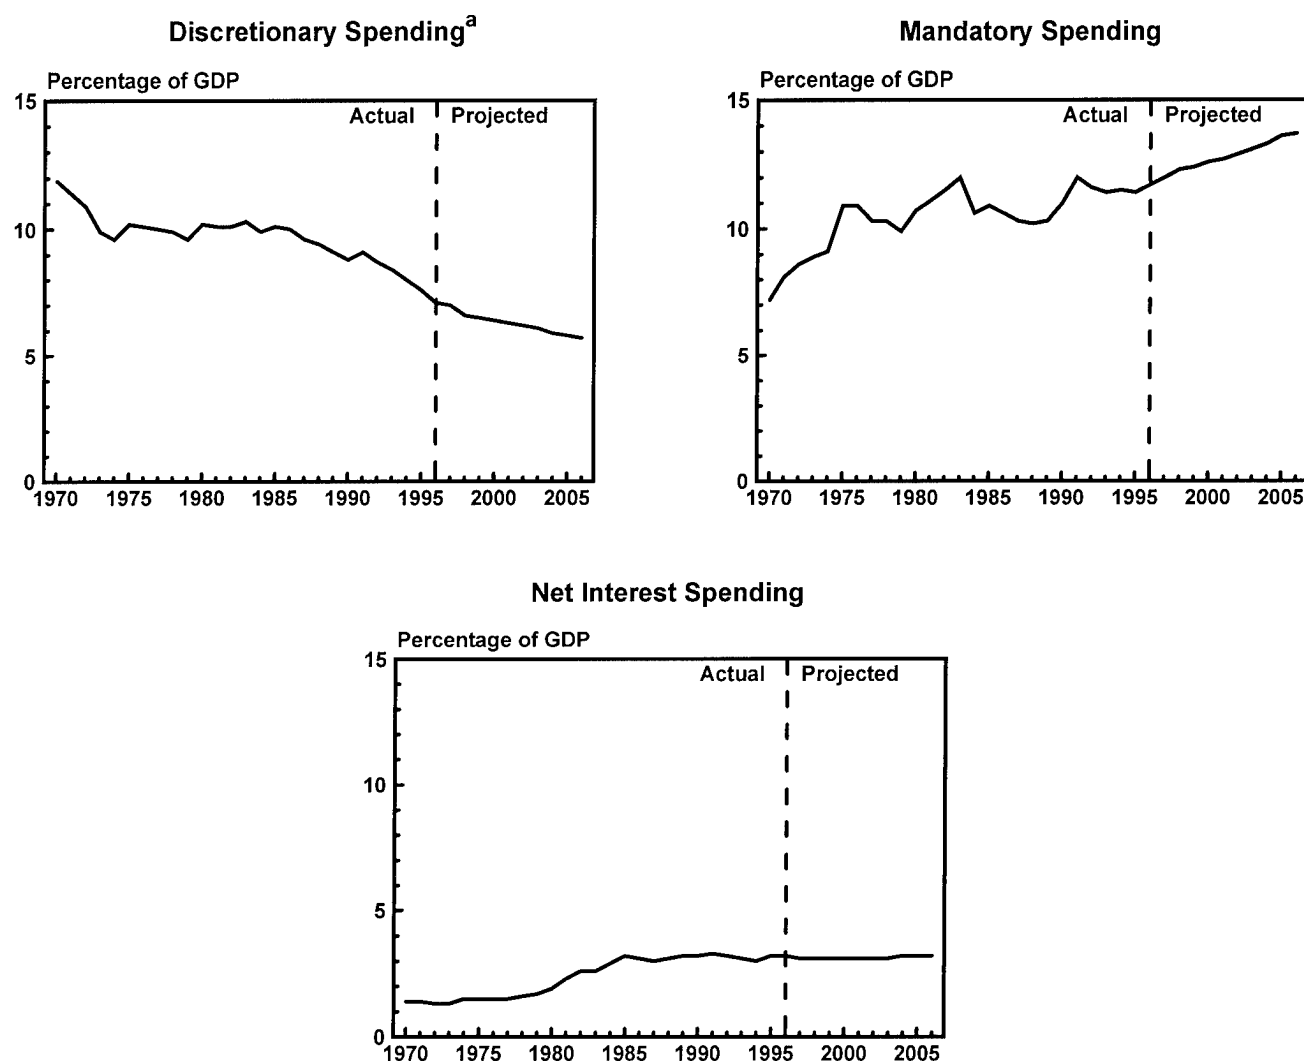 Discretionary Spendingᵃ
Percentage of GDP
15
Actual
Projected
10
5
0
1970 1975 1980 1985 1990 1995 2000 2005
Mandatory Spending
Percentage of GDP
15
Actual
Projected
10
5
0
1970 1975 1980 1985 1990 1995 2000 2005
Net Interest Spending
Percentage of GDP
15
Actual
Projected
10
5
0
1970 1975 1980 1985 1990 1995 2000 2005